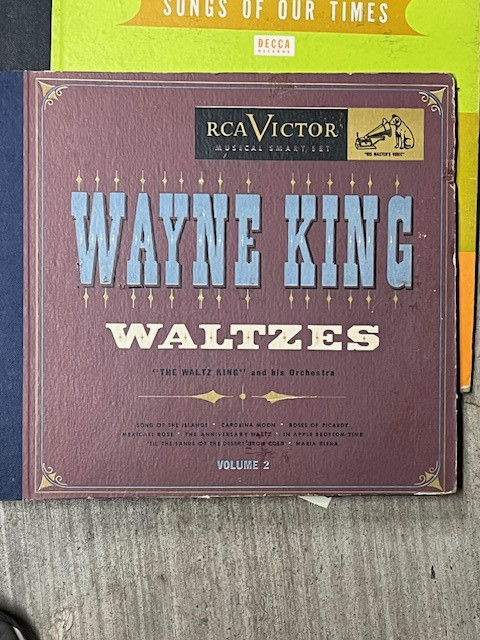 SONGS OF OUR TIMES
DECCA
RECORDS
RCA VICTOR
MUSICAL SMART SET
"HIS MASTER'S VOICE"
WAYNE KING
WALTZES
"THE WALTZ KING" and his Orchestra
SONG OF THE ISLANDS • CAROLINA MOON • ROSES OF PICARDY
MEXICALI ROSE • THE ANNIVERSARY WALTZ • IN APPLE BLOSSOM TIME
'TIL THE SANDS OF THE DESERT GROW COLD • MARIA ELENA
VOLUME 2